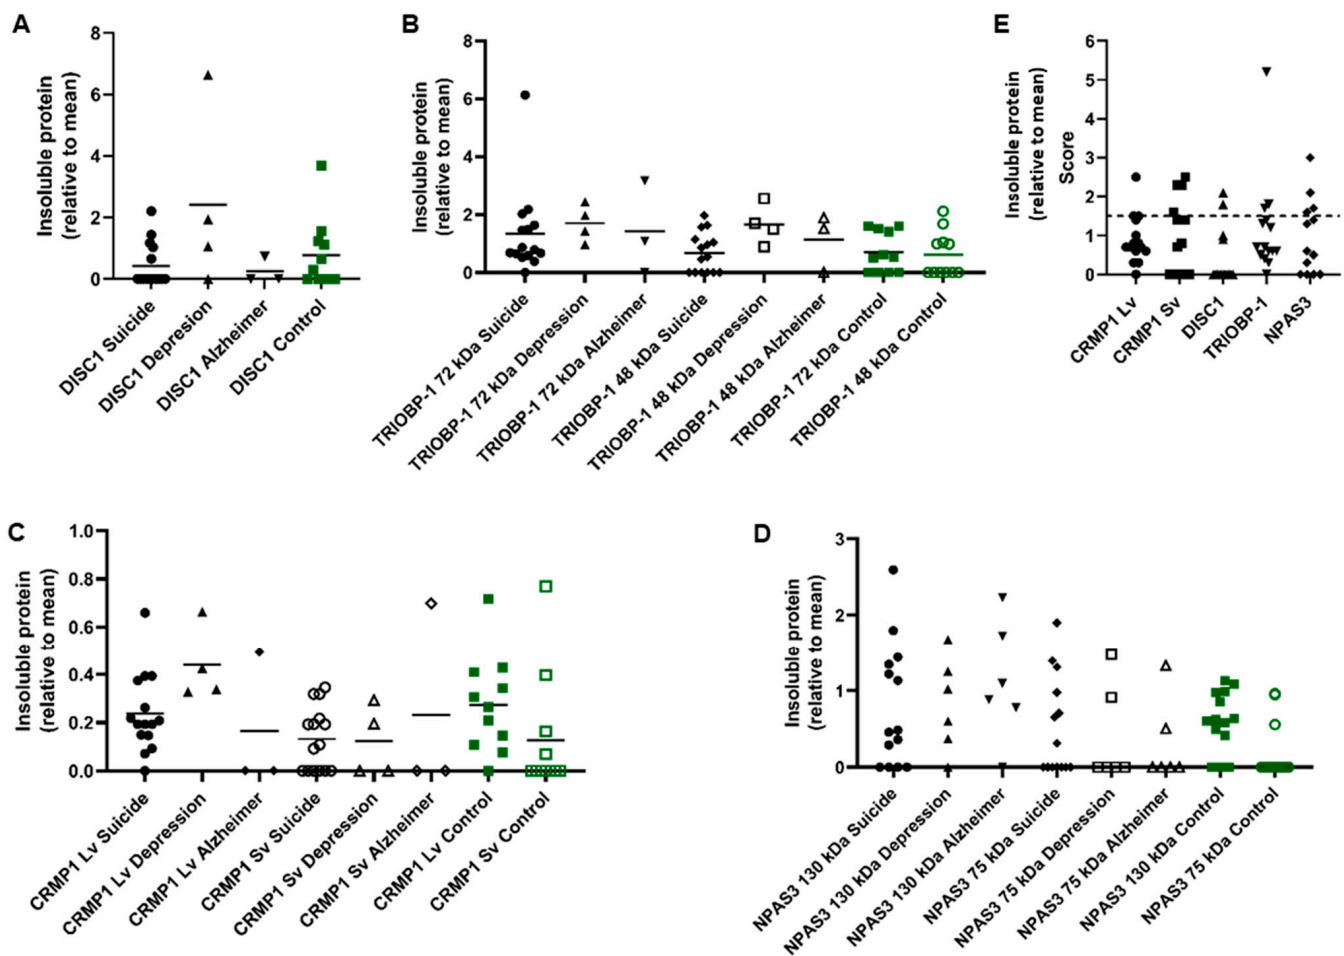 A
Insoluble protein
(relative to mean)
8
6
4
2
0
DISC1 Suicide
DISC1 Depresion
DISC1 Alzheimer
DISC1 Control
B
Insoluble protein
(relative to mean)
8
6
4
2
0
TRIOBP-1 72 kDa Suicide
TRIOBP-1 72 kDa Depression
TRIOBP-1 72 kDa Alzheimer
TRIOBP-1 48 kDa Suicide
TRIOBP-1 48 kDa Depression
TRIOBP-1 48 kDa Alzheimer
TRIOBP-1 72 kDa Control
TRIOBP-1 48 kDa Control
E
Insoluble protein
(relative to mean)
Score
6
5
4
3
2
1
0
CRMP1 Lv
CRMP1 Sv
DISC1
TRIOBP-1
NPAS3
C
Insoluble protein
(relative to mean)
1.0
0.8
0.6
0.4
0.2
0.0
CRMP1 Lv Suicide
CRMP1 Lv Depression
CRMP1 Lv Alzheimer
CRMP1 Sv Suicide
CRMP1 Sv Depression
CRMP1 Sv Alzheimer
CRMP1 Lv Control
CRMP1 Sv Control
D
Insoluble protein
(relative to mean)
3
2
1
0
NPAS3 130 kDa Suicide
NPAS3 130 kDa Depression
NPAS3 130 kDa Alzheimer
NPAS3 75 kDa Suicide
NPAS3 75 kDa Depression
NPAS3 75 kDa Alzheimer
NPAS3 130 kDa Control
NPAS3 75 kDa Control